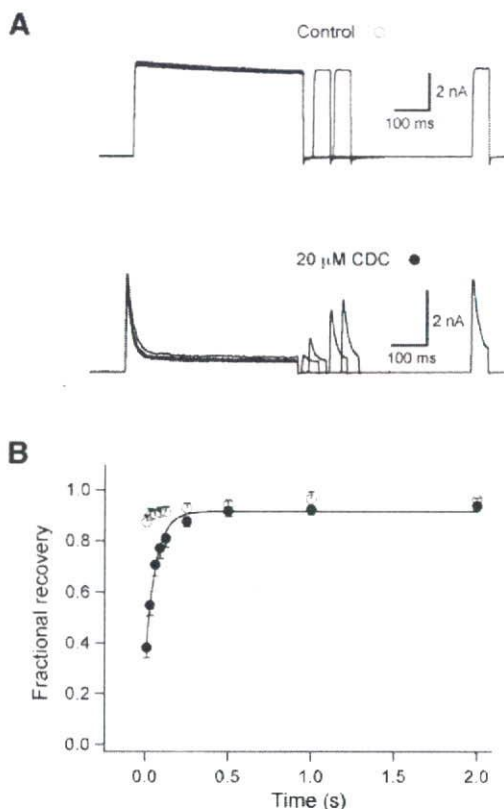 A
Control
2 nA
100 ms
20 μM CDC
2 nA
100 ms
B
1.0
0.8
0.6
0.4
0.2
0.0
Fractional recovery
0.0
0.5
1.0
1.5
2.0
Time (s)